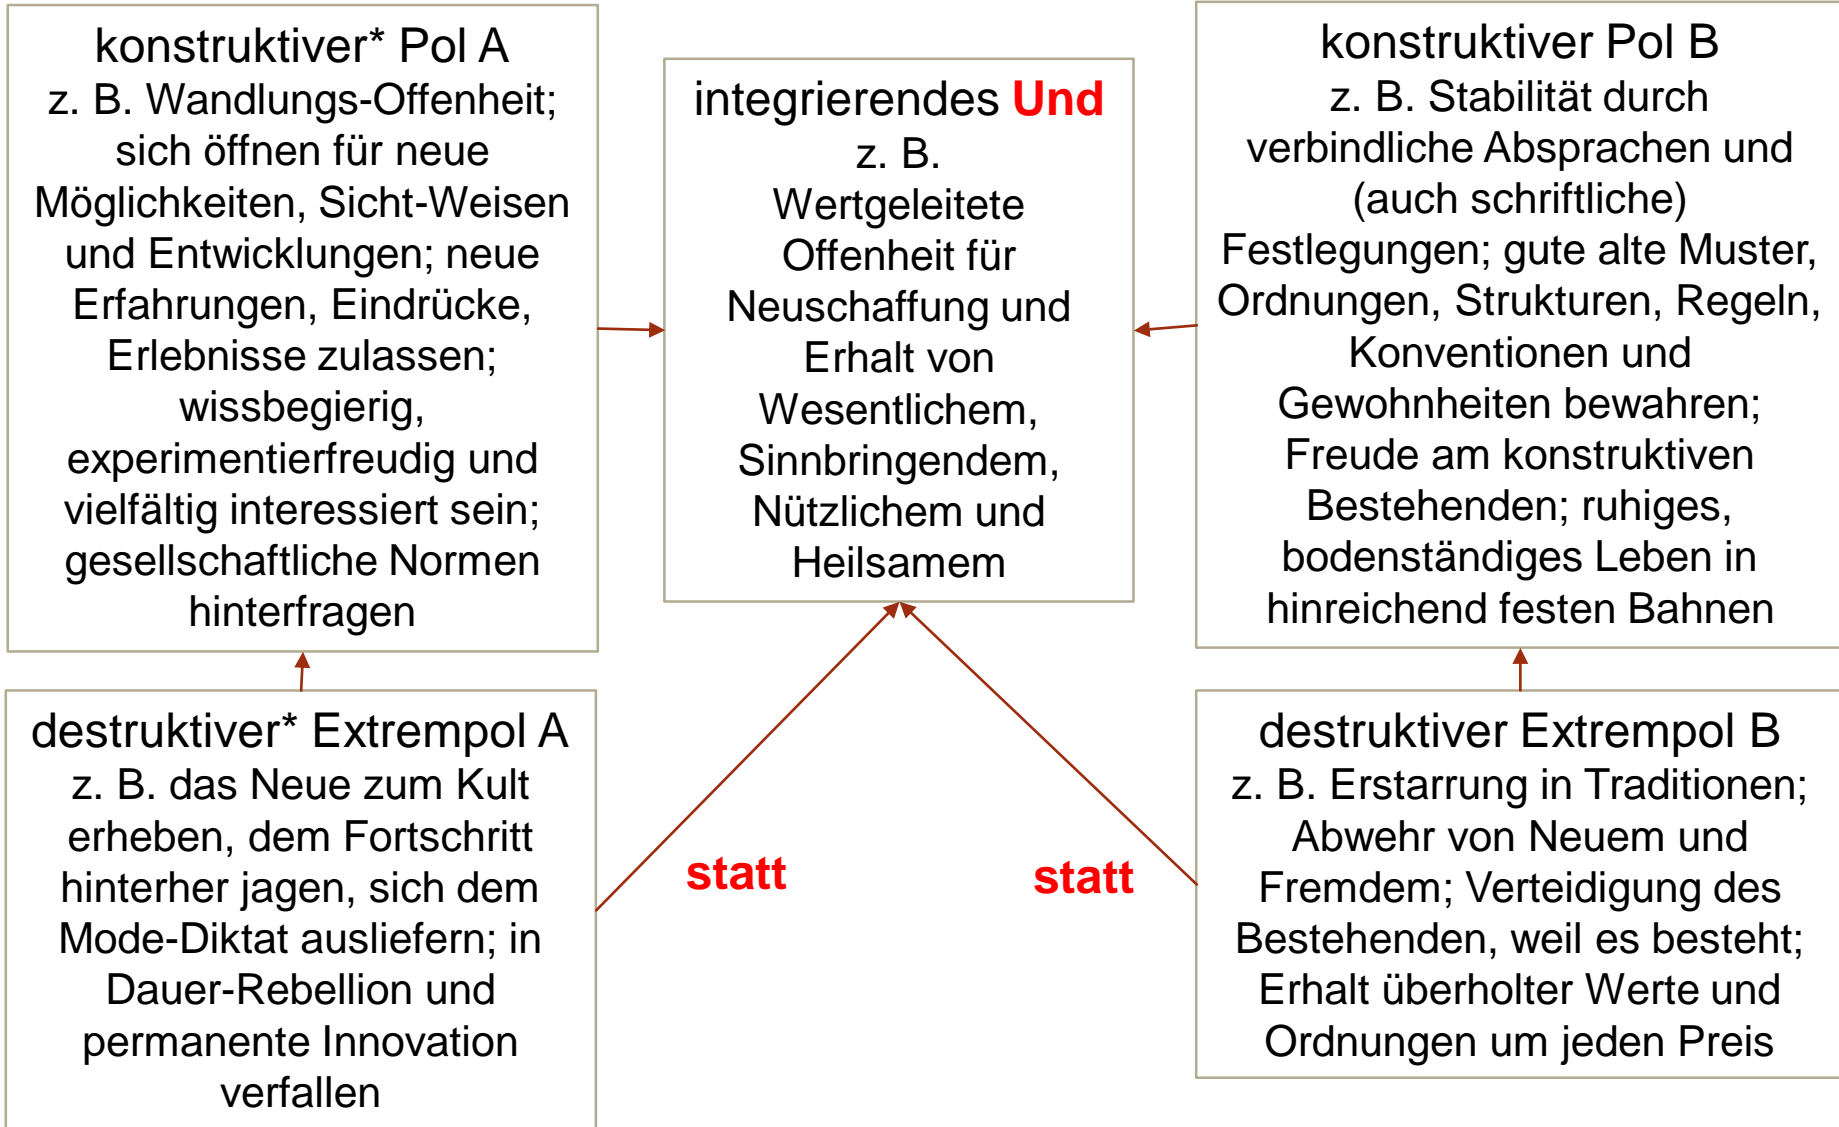 konstruktiver* Pol A
z. B. Wandlungs-Offenheit;
sich öffnen für neue
Möglichkeiten, Sicht-Weisen
und Entwicklungen; neue
Erfahrungen, Eindrücke,
Erlebnisse zulassen;
wissbegierig,
experimentierfreudig und
vielfältig interessiert sein;
gesellschaftliche Normen
hinterfragen
integrierendes Und
z. B.
Wertgeleitete
Offenheit für
Neuschaffung und
Erhalt von
Wesentlichem,
Sinnbringendem,
Nützlichem und
Heilsamem
konstruktiver Pol B
z. B. Stabilität durch
verbindliche Absprachen und
(auch schriftliche)
Festlegungen; gute alte Muster,
Ordnungen, Strukturen, Regeln,
Konventionen und
Gewohnheiten bewahren;
Freude am konstruktiven
Bestehenden; ruhiges,
bodenständiges Leben in
hinreichend festen Bahnen
destruktiver* Extrempol A
z. B. das Neue zum Kult
erheben, dem Fortschritt
hinterher jagen, sich dem
Mode-Diktat ausliefern; in
Dauer-Rebellion und
permanente Innovation
verfallen
statt
statt
destruktiver Extrempol B
z. B. Erstarrung in Traditionen;
Abwehr von Neuem und
Fremdem; Verteidigung des
Bestehenden, weil es besteht;
Erhalt überholter Werte und
Ordnungen um jeden Preis